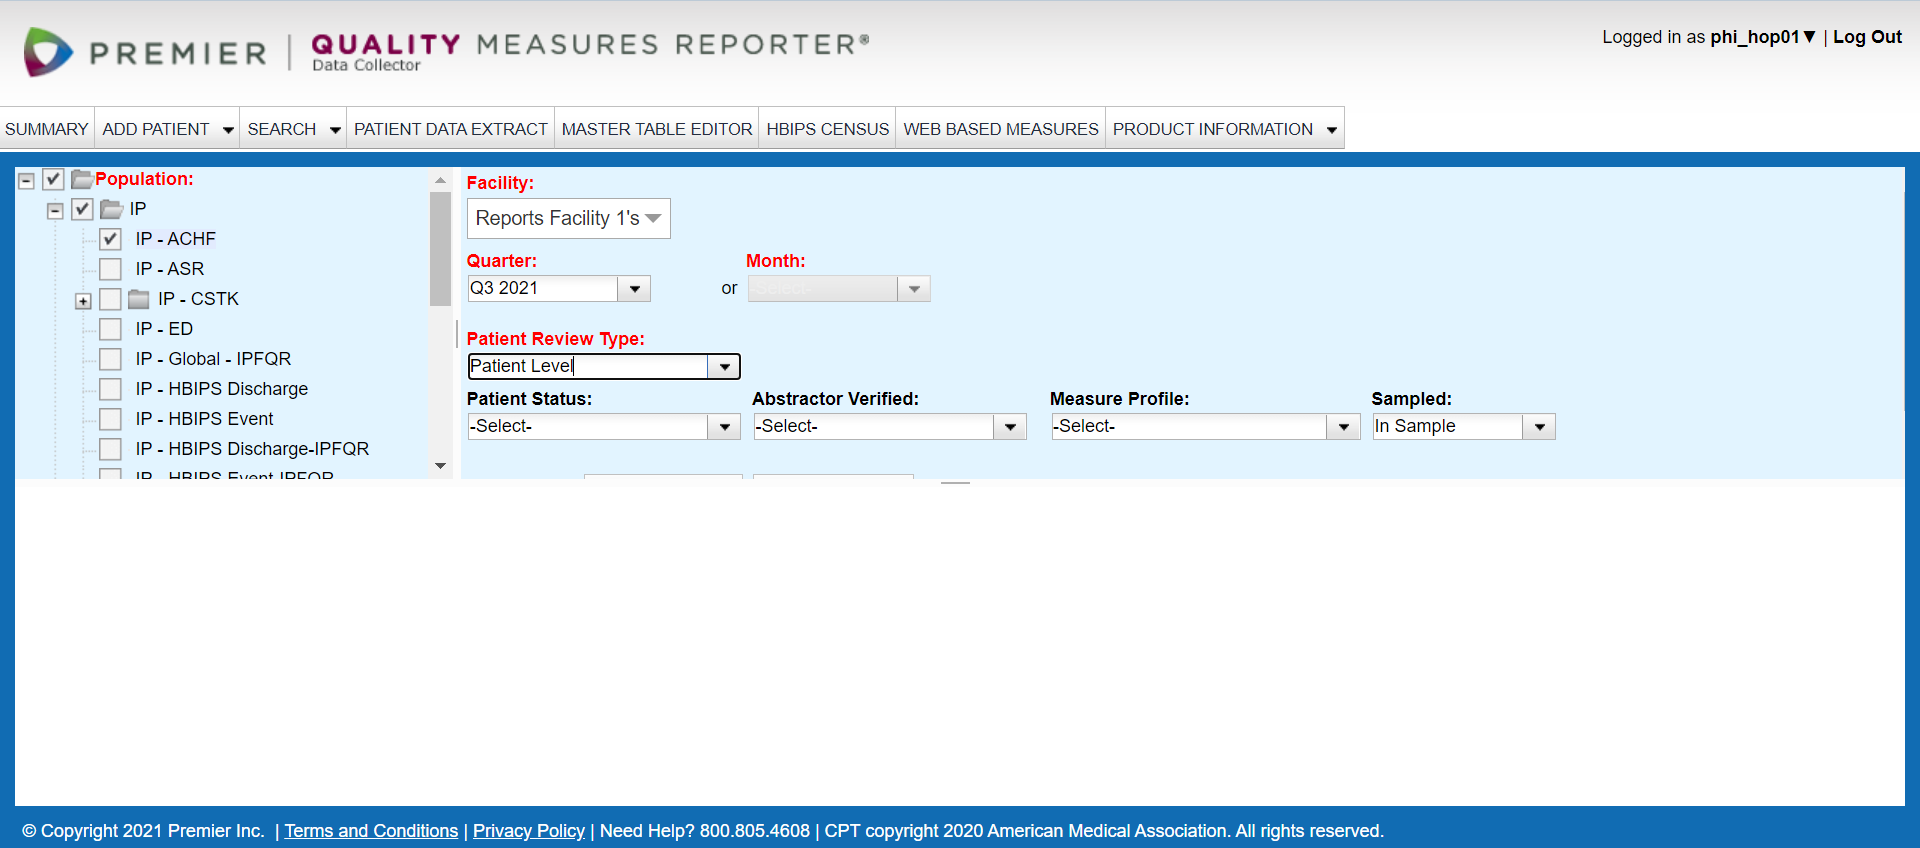 PREMIER | QUALITY MEASURES REPORTER®
Data Collector
Logged in as phi_hop01▼ | Log Out
SUMMARY ADD PATIENT SEARCH PATIENT DATA EXTRACT MASTER TABLE EDITOR HBIPS CENSUS WEB BASED MEASURES PRODUCT INFORMATION
Population:
IP
IP - ACHF
IP - ASR
IP - CSTK
IP - ED
IP - Global - IPFQR
IP - HBIPS Discharge
IP - HBIPS Event
IP - HBIPS Discharge-IPFQR
IP - HBIPS Event-IPFQR
Facility:
Reports Facility 1's
Quarter: Month:
Q3 2021 or -Select-
Patient Review Type:
Patient Level
Patient Status: Abstractor Verified: Measure Profile: Sampled:
-Select- -Select- -Select- In Sample
© Copyright 2021 Premier Inc. | Terms and Conditions | Privacy Policy | Need Help? 800.805.4608 | CPT copyright 2020 American Medical Association. All rights reserved.